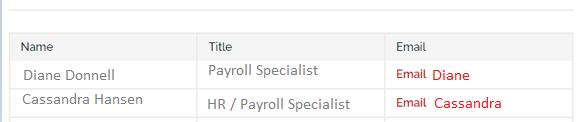 Name Title Email
Diane Donnell Payroll Specialist Email Diane
Cassandra Hansen HR / Payroll Specialist Email Cassandra